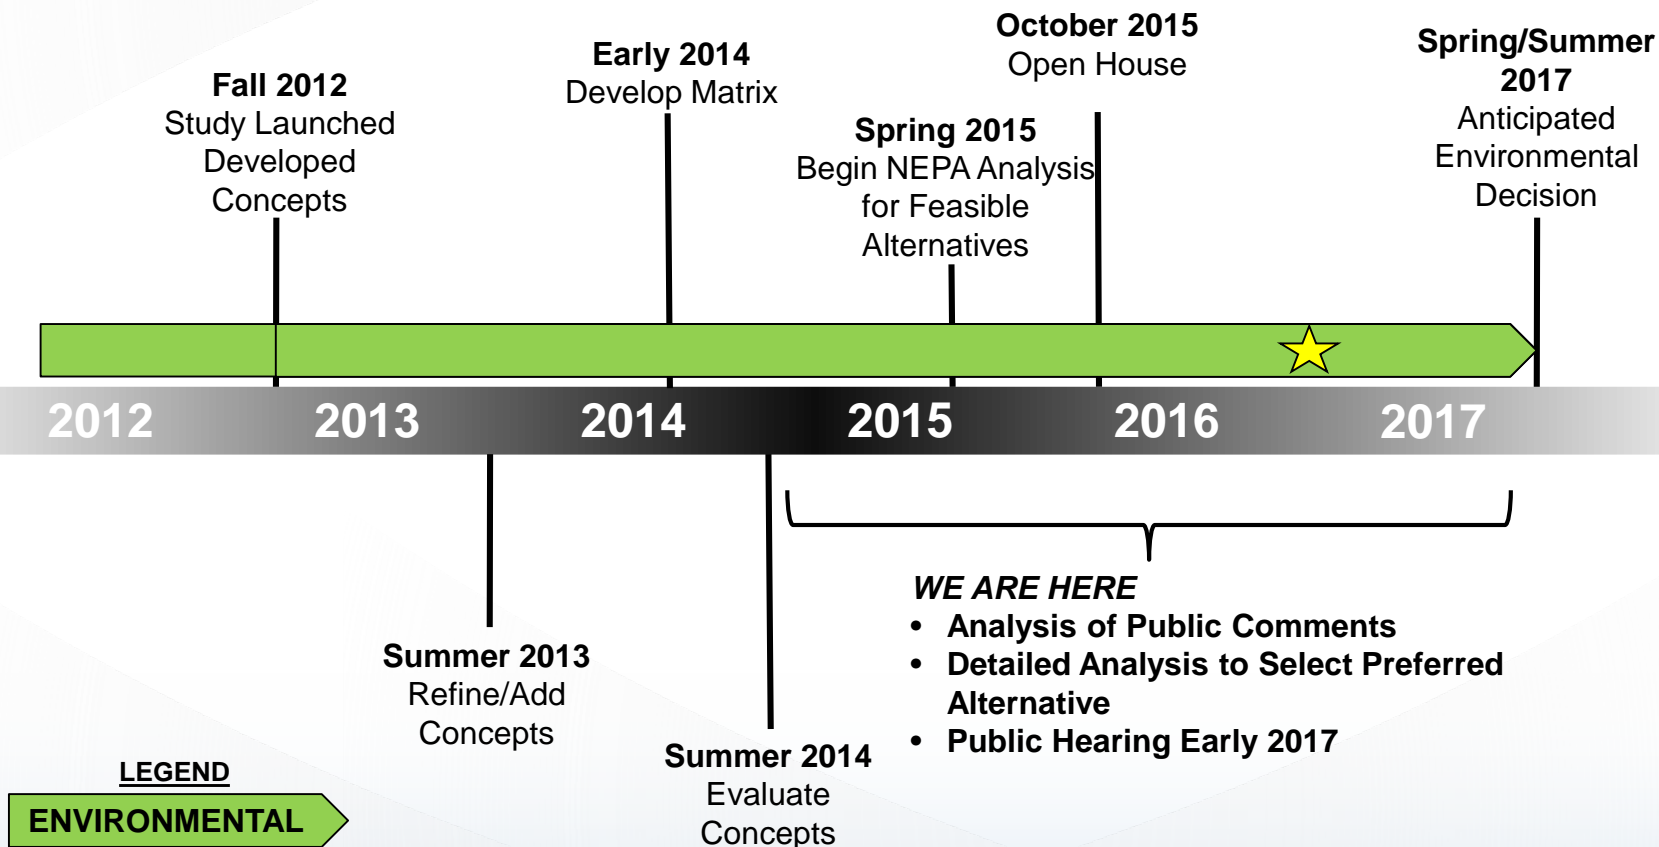 Fall 2012
Study Launched
Developed
Concepts
Early 2014
Develop Matrix
Spring 2015
Begin NEPA Analysis
for Feasible
Alternatives
October 2015
Open House
Spring/Summer
2017
Anticipated
Environmental
Decision
2012 2013 2014 2015 2016 2017
Summer 2013
Refine/Add
Concepts
Summer 2014
Evaluate
Concepts
WE ARE HERE
• Analysis of Public Comments
• Detailed Analysis to Select Preferred
Alternative
• Public Hearing Early 2017
LEGEND
ENVIRONMENTAL